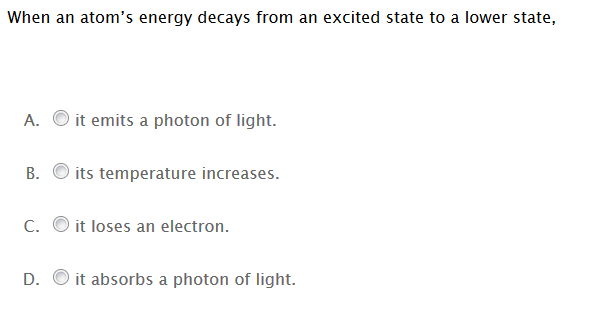 When an atom's energy decays from an excited state to a lower state,
A. it emits a photon of light.
B. its temperature increases.
C. it loses an electron.
D. it absorbs a photon of light.